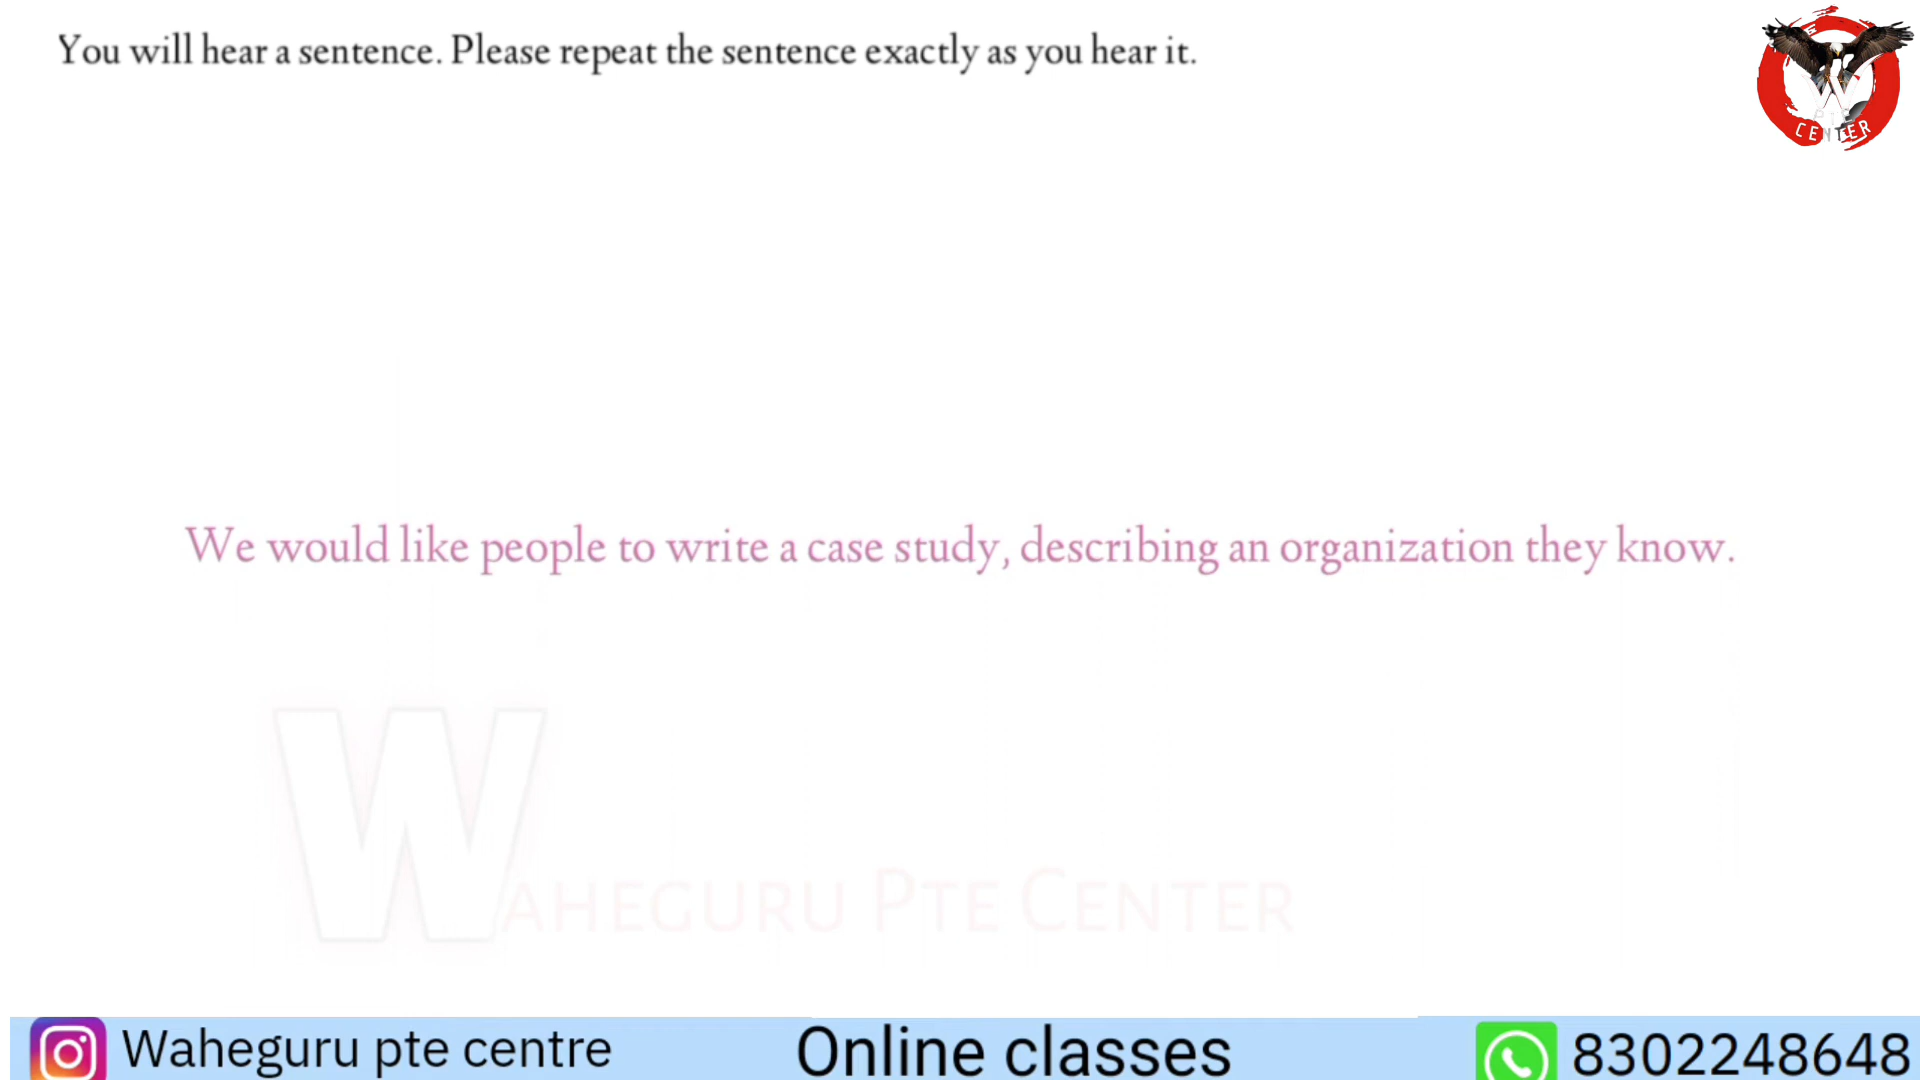 You will hear a sentence. Please repeat the sentence exactly as you hear it.
CENTER
We would like people to write a case study, describing an organization they know.
WAHEGURU PTE CENTER
Waheguru pte centre
Online classes
8302248648